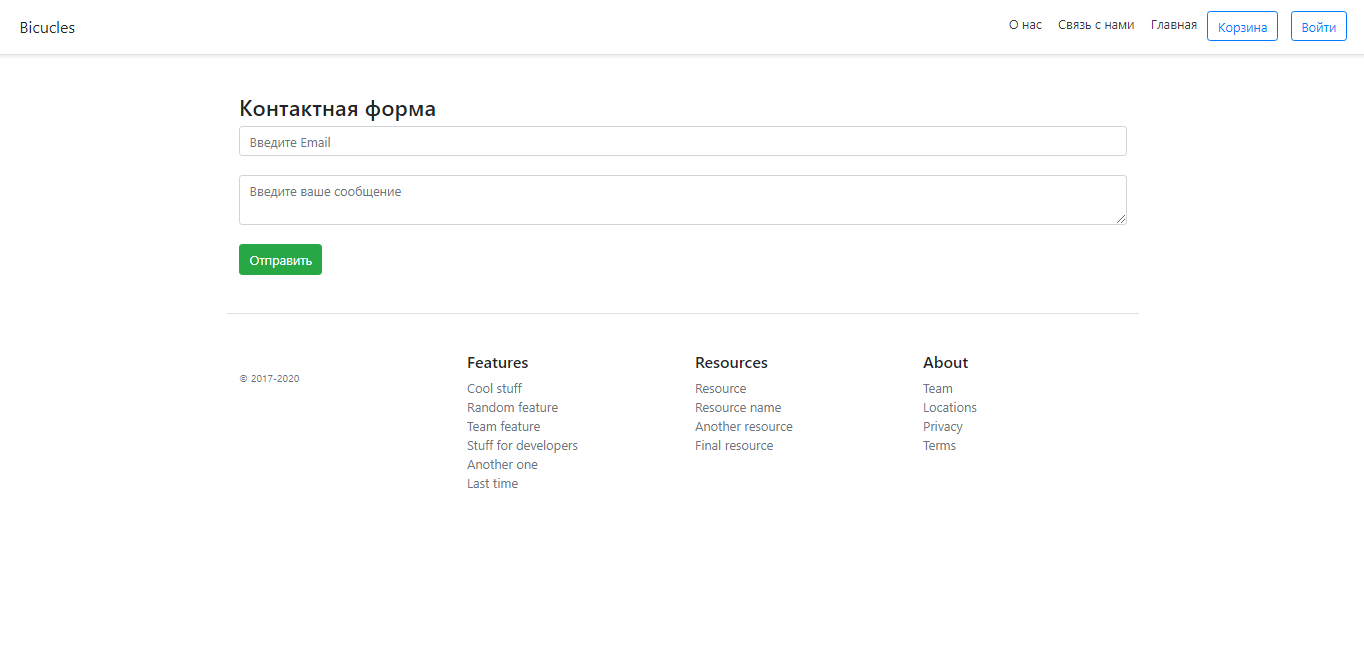 Bicucles
О нас Связь с нами Главная Корзина Войти
Контактная форма
Введите Email
Введите ваше сообщение
Отправить
© 2017-2020
Features
Cool stuff
Random feature
Team feature
Stuff for developers
Another one
Last time
Resources
Resource
Resource name
Another resource
Final resource
About
Team
Locations
Privacy
Terms